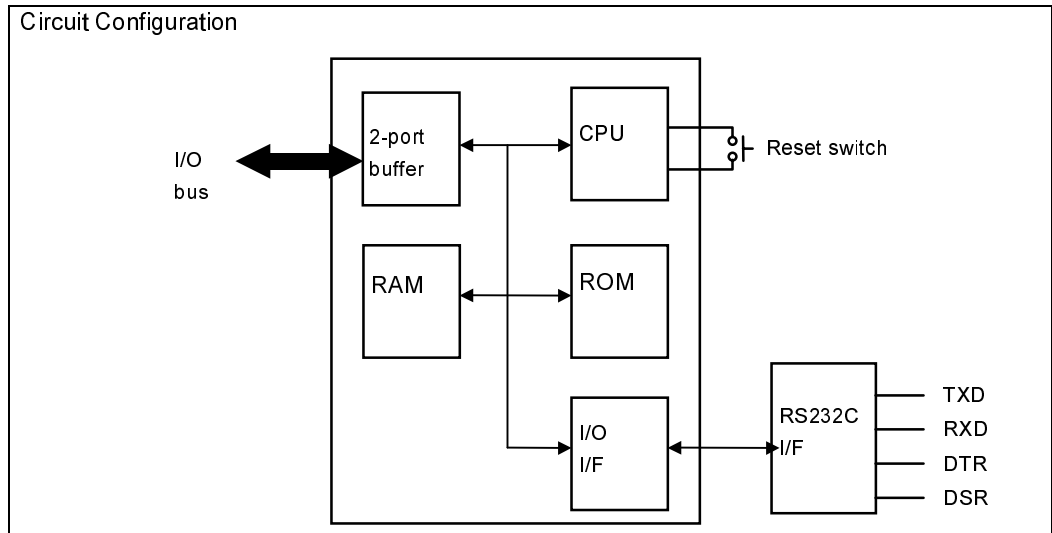 Circuit Configuration
2-port
buffer
CPU
Reset switch
I/O
bus
RAM
ROM
I/O
I/F
RS232C
I/F
TXD
RXD
DTR
DSR